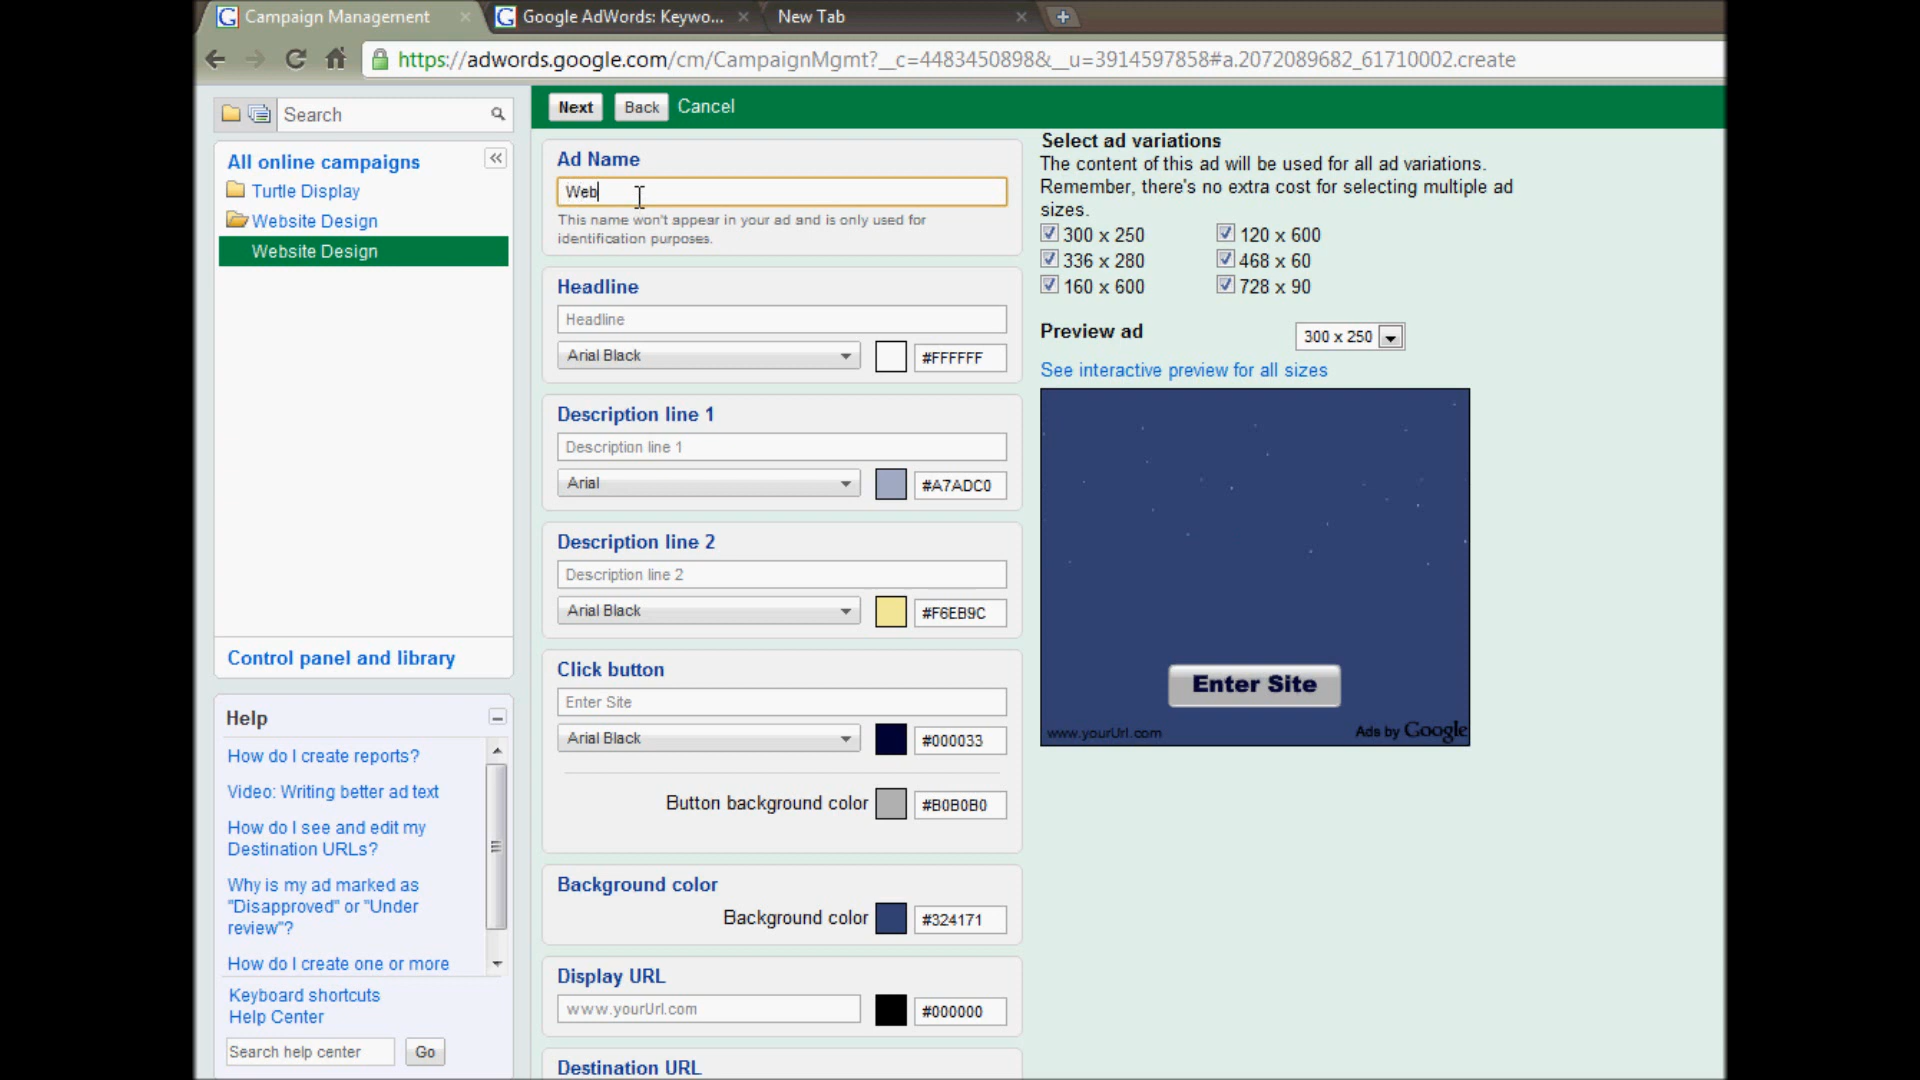 Campaign Management
Google AdWords: Keywo...
New Tab
https://adwords.google.com/cm/CampaignMgmt?__c=4483450898&__u=3914597858#a.2072089682_61710002.create
Search
Next
Back
Cancel
All online campaigns
Turtle Display
Website Design
Website Design
Control panel and library
Help
How do I create reports?
Video: Writing better ad text
How do I see and edit my
Destination URLs?
Why is my ad marked as
"Disapproved" or "Under
review"?
How do I create one or more
Keyboard shortcuts
Help Center
Search help center
Go
Ad Name
Web
This name won't appear in your ad and is only used for
identification purposes.
Headline
Headline
Arial Black
#FFFFFF
Description line 1
Description line 1
Arial
#A7ADC0
Description line 2
Description line 2
Arial Black
#F6EB9C
Click button
Enter Site
Arial Black
#000033
Button background color
#B0B0B0
Background color
Background color
#324171
Display URL
www.yourUrl.com
#000000
Destination URL
Select ad variations
The content of this ad will be used for all ad variations.
Remember, there's no extra cost for selecting multiple ad
sizes.
300 x 250
120 x 600
336 x 280
468 x 60
160 x 600
728 x 90
Preview ad
300 x 250
See interactive preview for all sizes
Enter Site
www.yourUrl.com
Ads by Google